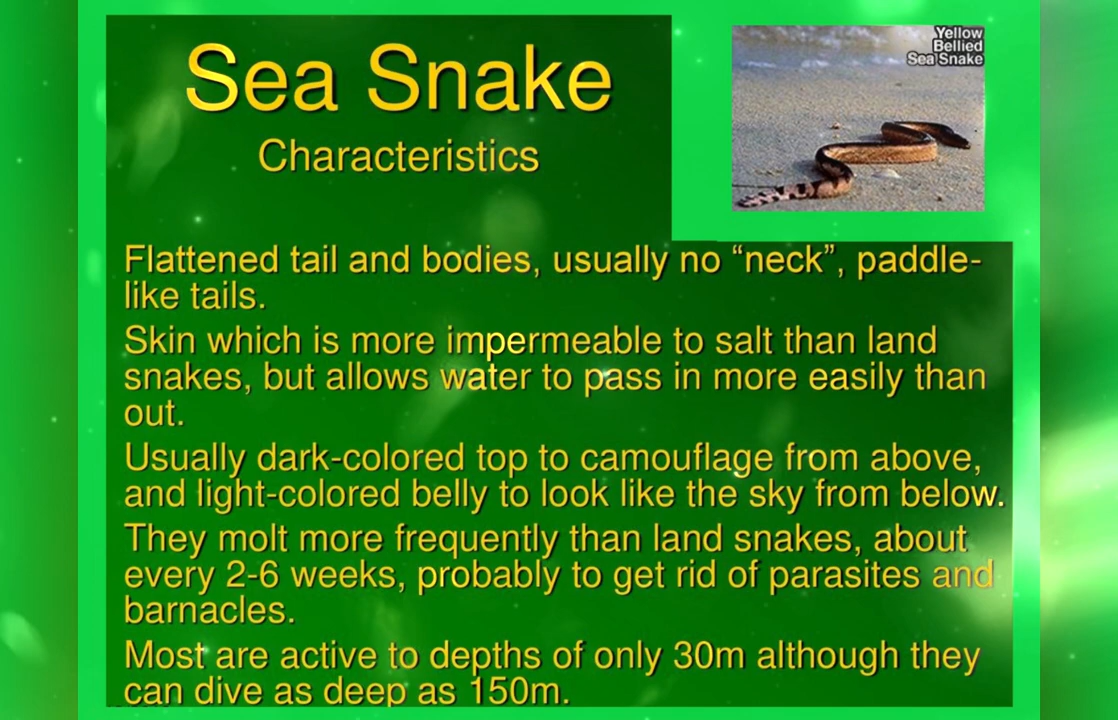 Sea Snake
Characteristics
Yellow
Bellied
Sea Snake
Flattened tail and bodies, usually no “neck”, paddle-
like tails.
Skin which is more impermeable to salt than land
snakes, but allows water to pass in more easily than
out.
Usually dark-colored top to camouflage from above,
and light-colored belly to look like the sky from below.
They molt more frequently than land snakes, about
every 2-6 weeks, probably to get rid of parasites and
barnacles.
Most are active to depths of only 30m although they
can dive as deep as 150m.